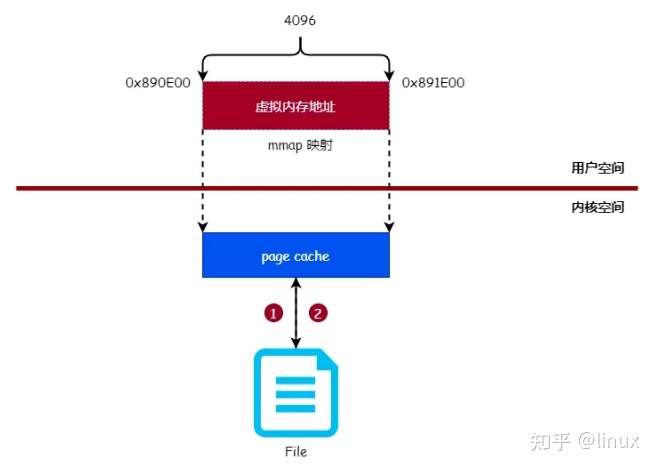 4096
0x890E00
0x891E00
虚拟内存地址
mmap 映射
用户空间
内核空间
page cache
1
2
File
知乎 @linux